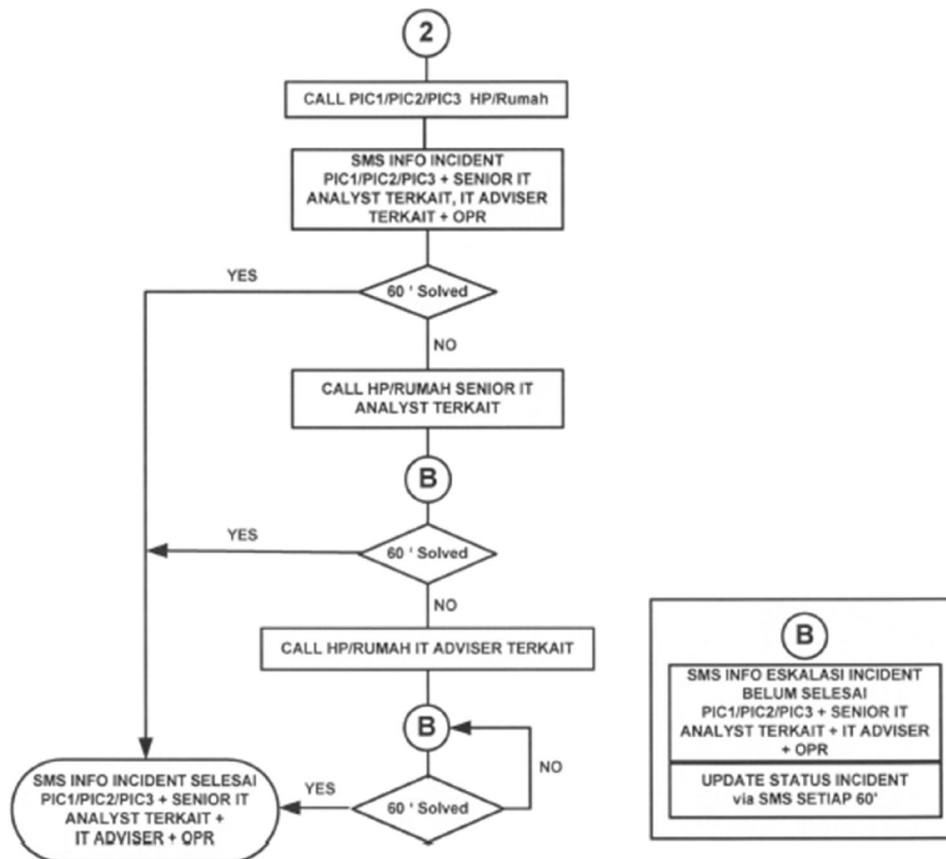 2
CALL PIC1/PIC2/PIC3 HP/Rumah
SMS INFO INCIDENT
PIC1/PIC2/PIC3 + SENIOR IT
ANALYST TERKAIT, IT ADVISER
TERKAIT + OPR
YES
60 ' Solved
NO
CALL HP/RUMAH SENIOR IT
ANALYST TERKAIT
B
YES
60 ' Solved
NO
CALL HP/RUMAH IT ADVISER TERKAIT
B
NO
YES
60 ' Solved
SMS INFO INCIDENT SELESAI
PIC1/PIC2/PIC3 + SENIOR IT
ANALYST TERKAIT +
IT ADVISER + OPR
B
SMS INFO ESKALASI INCIDENT
BELUM SELESAI
PIC1/PIC2/PIC3 + SENIOR IT
ANALYST TERKAIT + IT ADVISER
+ OPR
UPDATE STATUS INCIDENT
via SMS SETIAP 60'